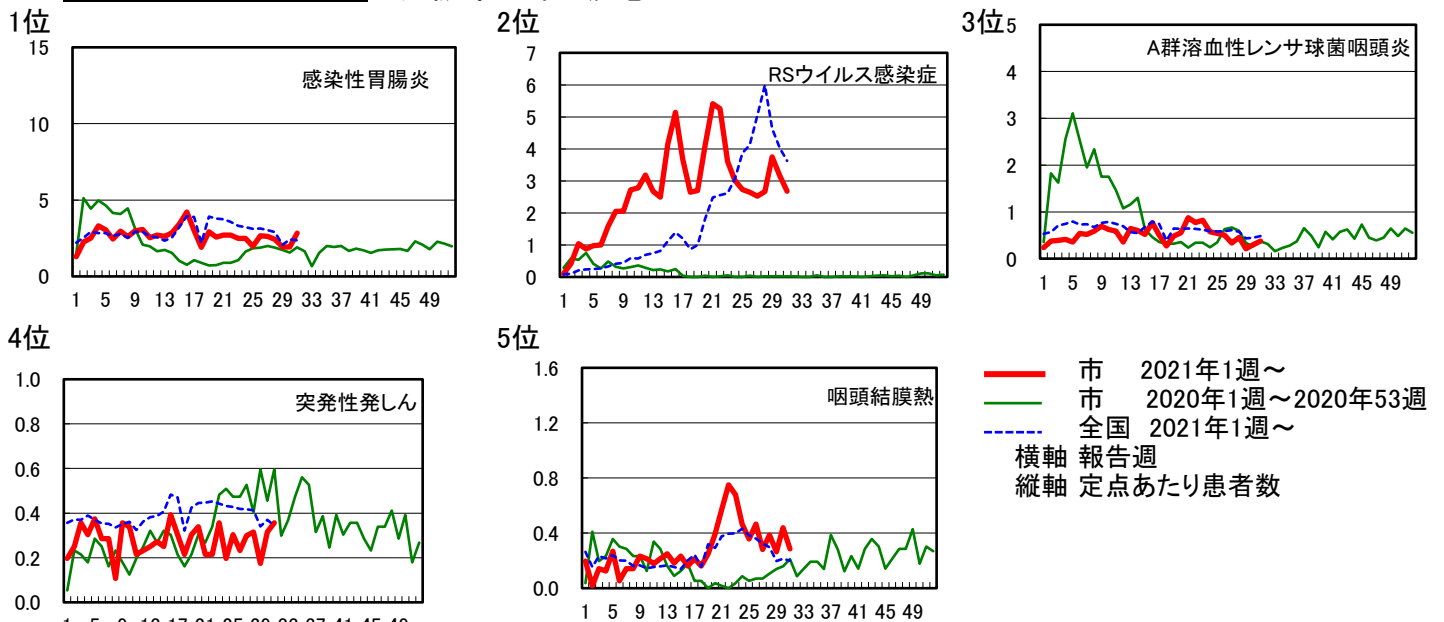 1位
15
10
5
0
感染性胃腸炎
1 5 9 13 17 21 25 29 33 37 41 45 49
2位
7
6
5
4
3
2
1
0
RSウイルス感染症
1 5 9 13 17 21 25 29 33 37 41 45 49
3位
5
4
3
2
1
0
A群溶血性レンサ球菌咽頭炎
1 5 9 13 17 21 25 29 33 37 41 45 49
4位
1.0
0.8
0.6
0.4
0.2
0.0
突発性発しん
5位
1.6
1.2
0.8
0.4
0.0
咽頭結膜熱
1 5 9 13 17 21 25 29 33 37 41 45 49
市 2021年1週～
市 2020年1週～2020年53週
全国 2021年1週～
横軸 報告週
縦軸 定点あたり患者数